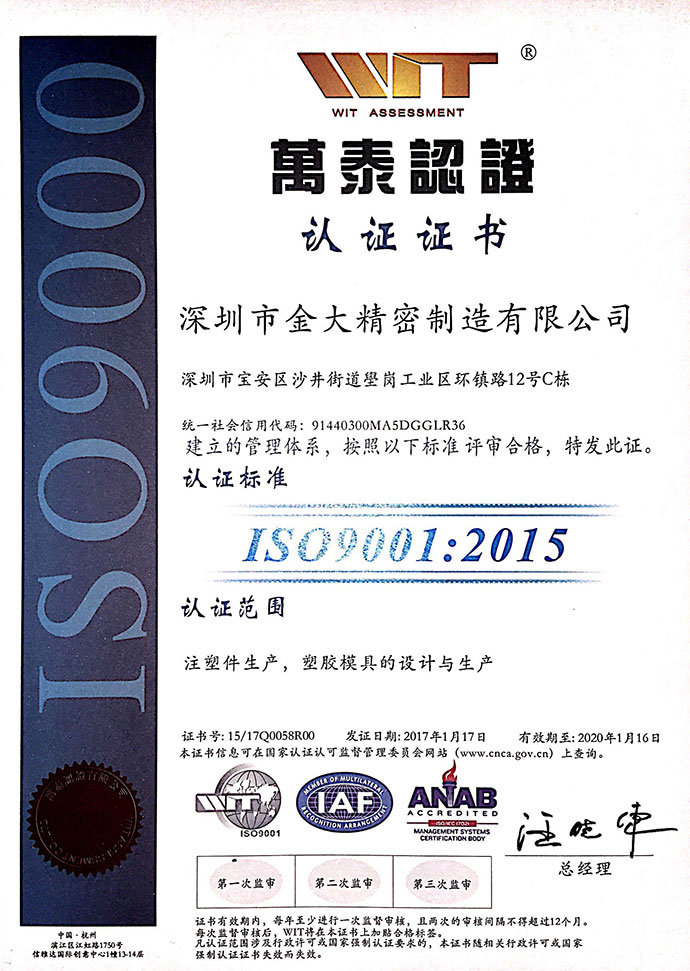 WIT ®
WIT ASSESSMENT
萬泰認證
认证证书
深圳市金大精密制造有限公司
深圳市宝安区沙井街道壆岗工业区环镇路12号C栋
统一社会信用代码：91440300MA5DGGLR36
建立的管理体系，按照以下标准评审合格，特发此证。
认证标准
ISO9001:2015
认证范围
注塑件生产，塑胶模具的设计与生产
证书号: 15/17Q0058R00 发证日期: 2017年1月17日 有效期至: 2020年1月16日
本证书信息可在国家认证认可监督管理委员会网站（www.cnca.gov.cn）上查询。
WIT
ISO9001
MEMBER OF MULTILATERAL
IAF
RECOGNITION ARRANGEMENT
ANAB
ACCREDITED
ISO/IEC 17021
MANAGEMENT SYSTEMS
CERTIFICATION BODY
总经理
第一次监审 第二次监审 第三次监审
证书有效期内，每年至少进行一次监督审核，且两次的审核间隔不得超过12个月。
每次监督审核后，WIT将在本证书上加贴合格标签。
凡认证范围涉及行政许可或国家强制认证要求的，本证书随相关行政许可或国家
强制认证证书失效而失效。
ISO9000
中国·杭州
滨江区江虹路1750号
信雅达国际创意中心1幢13-14层